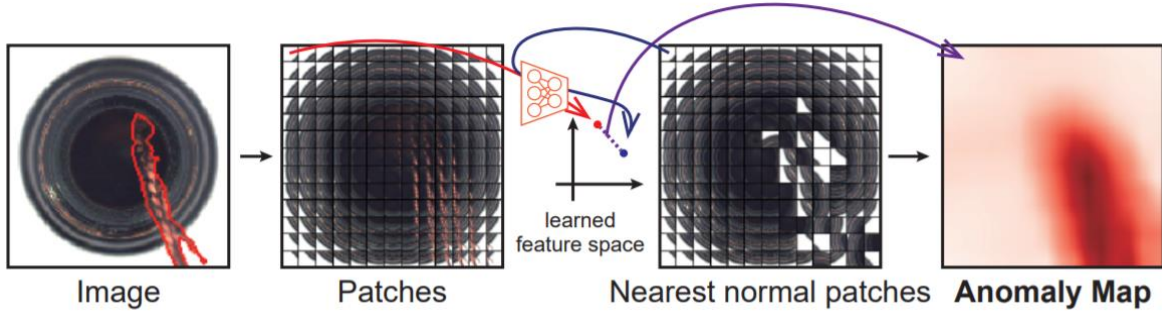 learned
feature space
Image
Patches
Nearest normal patches
Anomaly Map